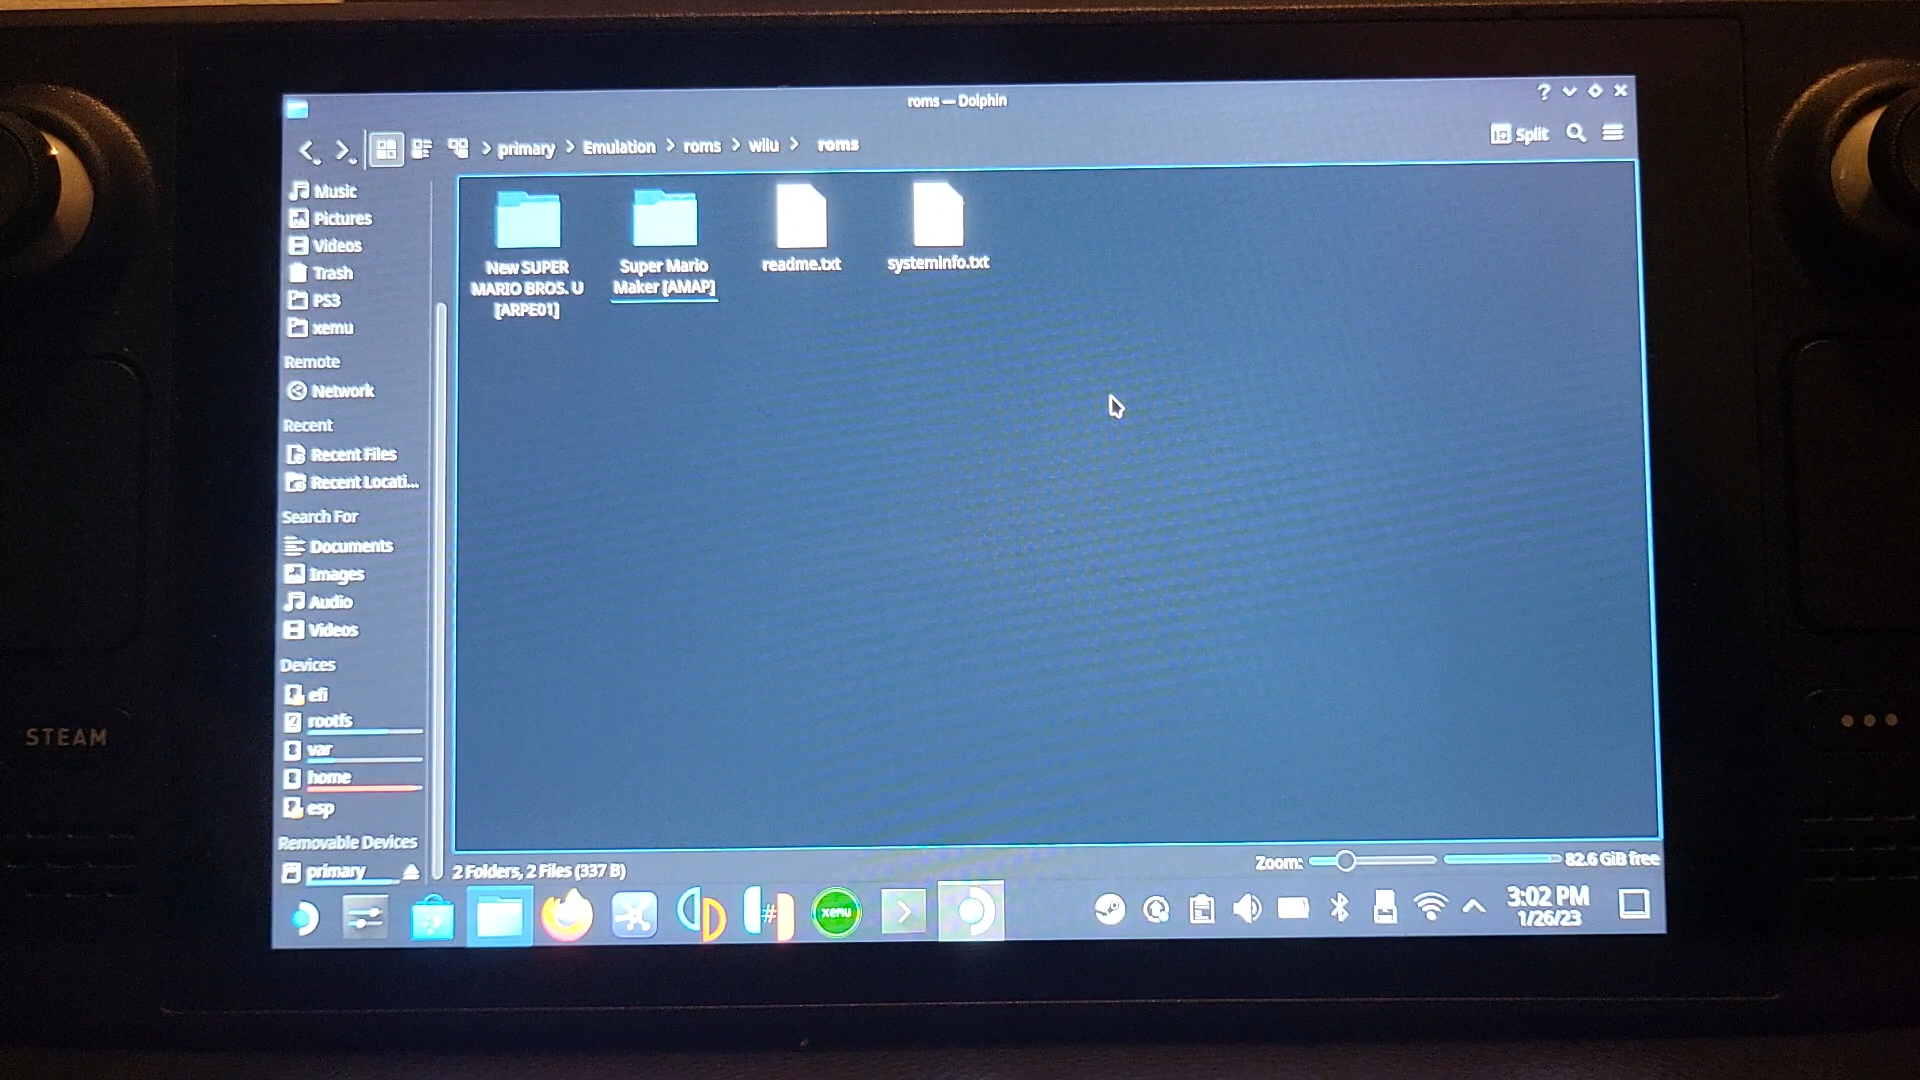 roms — Dolphin
primary > Emulation > roms > wiiu > roms
Split
Music
Pictures
Videos
Trash
PS3
xemu
Remote
Network
Recent
Recent Files
Recent Locati...
Search For
Documents
Images
Audio
Videos
Devices
efi
rootfs
var
home
esp
Removable Devices
primary
New SUPER
MARIO BROS. U
[ARPE01]
Super Mario
Maker [AMAP]
readme.txt
systeminfo.txt
2 Folders, 2 Files (337 B)
Zoom:
82.6 GiB free
xemu
3:02 PM
1/26/23
STEAM